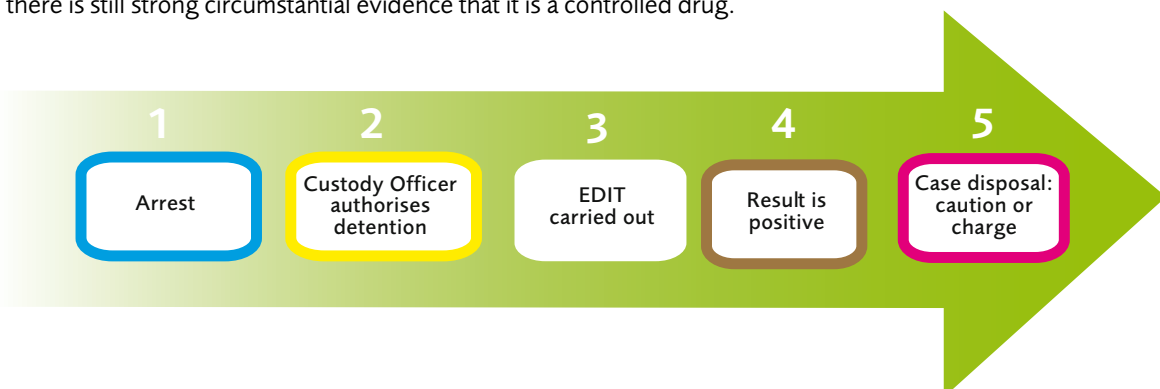 there is still strong circumstantial evidence that it is a controlled drug.
1
2
3
4
5
Arrest
Custody Officer
authorises
detention
EDIT
carried out
Result is
positive
Case disposal:
caution or
charge